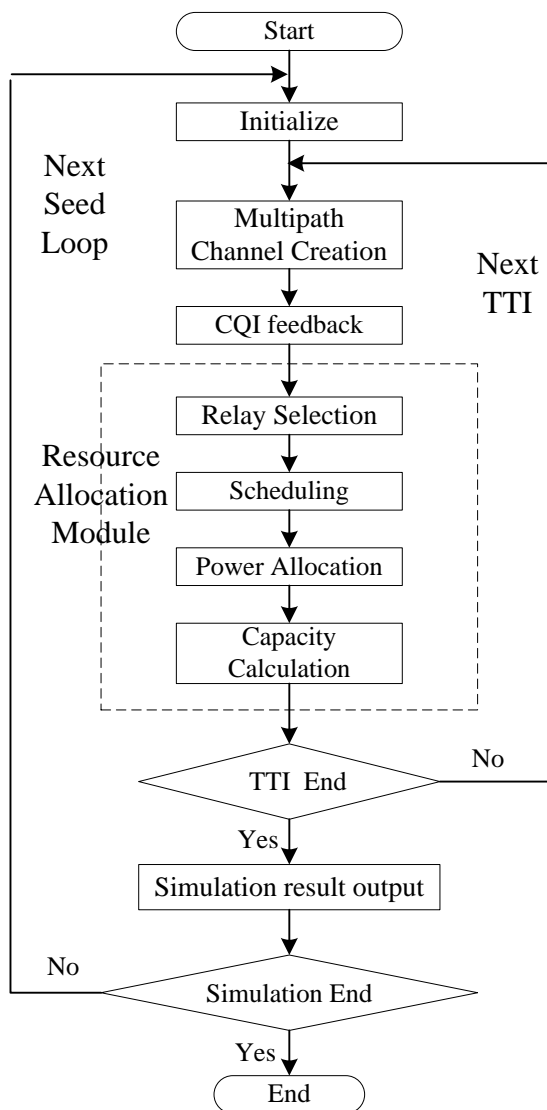 Start
Initialize
Next
Seed
Loop
Multipath
Channel Creation
Next
TTI
CQI feedback
Relay Selection
Resource
Allocation
Module
Scheduling
Power Allocation
Capacity
Calculation
TTI End
No
Yes
Simulation result output
No
Simulation End
Yes
End